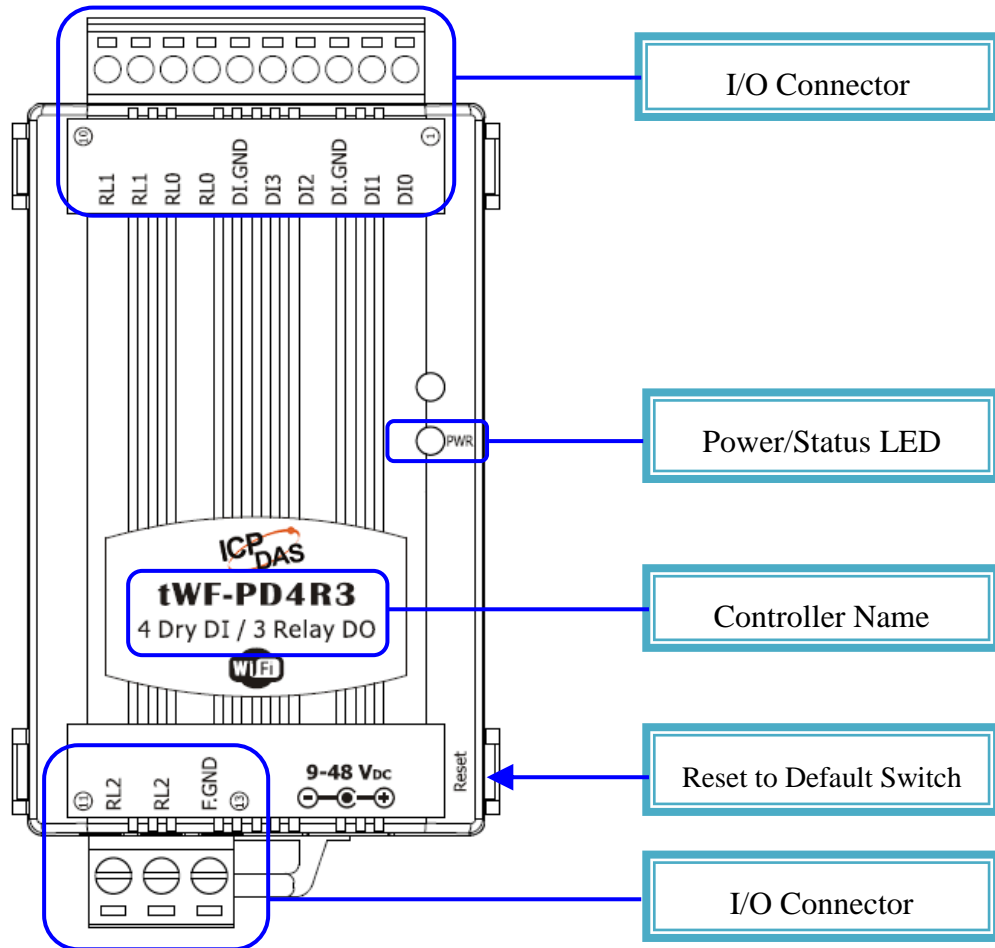 I/O Connector
10
1
RL1
RL1
RL0
RL0
DI.GND
DI3
DI2
DI.GND
DI1
DI0
PWR
Power/Status LED
ICP
DAS
tWF-PD4R3
4 Dry DI / 3 Relay DO
WiFi
Controller Name
11
RL2
RL2
F.GND
13
9-48 VDC
Reset
Reset to Default Switch
I/O Connector